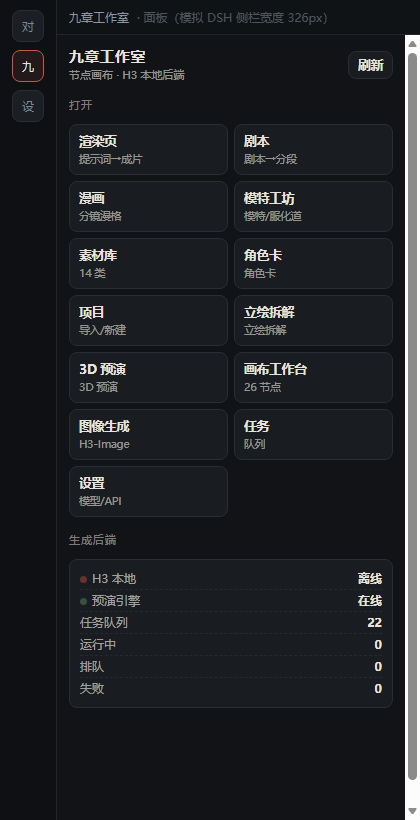 对
九
设
九章工作室 · 面板（模拟 DSH 侧栏宽度 326px）
九章工作室
节点画布 · H3 本地后端
刷新
打开
渲染页
提示词→成片
剧本
剧本→分段
漫画
分镜漫格
模特工坊
模特/服化道
素材库
14 类
角色卡
角色卡
项目
导入/新建
立绘拆解
立绘拆解
3D 预演
3D 预演
画布工作台
26 节点
图像生成
H3-Image
任务
队列
设置
模型/API
生成后端
H3 本地 离线
预演引擎 在线
任务队列 22
运行中 0
排队 0
失败 0